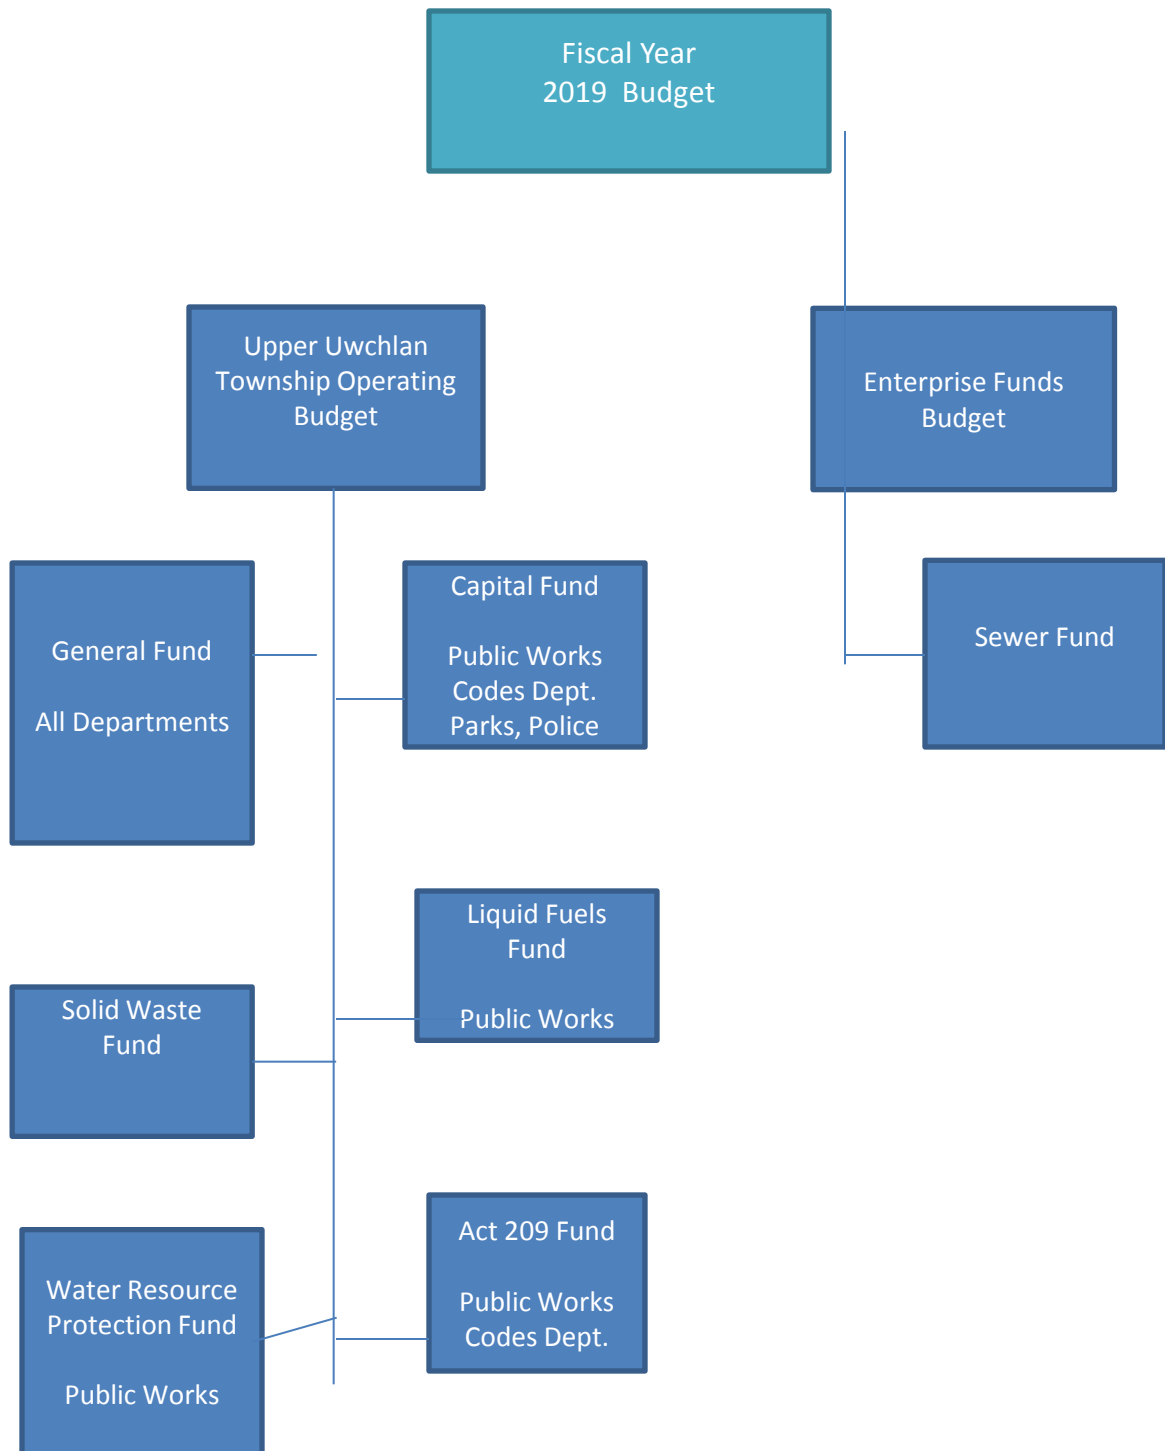 Fiscal Year
2019 Budget
Upper Uwchlan
Township Operating
Budget
Enterprise Funds
Budget
General Fund
All Departments
Capital Fund
Public Works
Codes Dept.
Parks, Police
Sewer Fund
Liquid Fuels
Fund
Public Works
Solid Waste
Fund
Act 209 Fund
Public Works
Codes Dept.
Water Resource
Protection Fund
Public Works